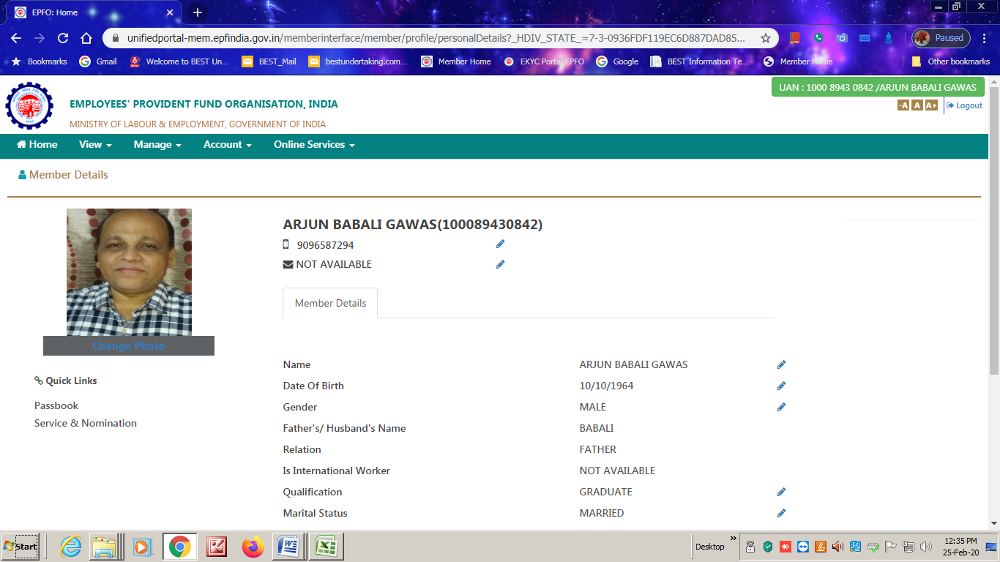 EPFO: Home
unifiedportal-mem.epfindia.gov.in/memberinterface/member/profile/personalDetails?_HDIV_STATE_=7-3-0936FDF119EC6D887DAD85...
Paused
Bookmarks Gmail Welcome to BEST Un... BEST_Mail bestundertaking.com... Member Home EKYC Portal-EPFO Google BEST Information Te... Member Home Other bookmarks
UAN : 1000 8943 0842 /ARJUN BABALI GAWAS
EMPLOYEES' PROVIDENT FUND ORGANISATION, INDIA
-A A A+ Logout
MINISTRY OF LABOUR & EMPLOYMENT, GOVERNMENT OF INDIA
Home View Manage Account Online Services
Member Details
ARJUN BABALI GAWAS(100089430842)
9096587294
NOT AVAILABLE
Member Details
Change Photo
Quick Links
Passbook
Service & Nomination
Name ARJUN BABALI GAWAS
Date Of Birth 10/10/1964
Gender MALE
Father's/ Husband's Name BABALI
Relation FATHER
Is International Worker NOT AVAILABLE
Qualification GRADUATE
Marital Status MARRIED
Start
Desktop
12:35 PM
25-Feb-20